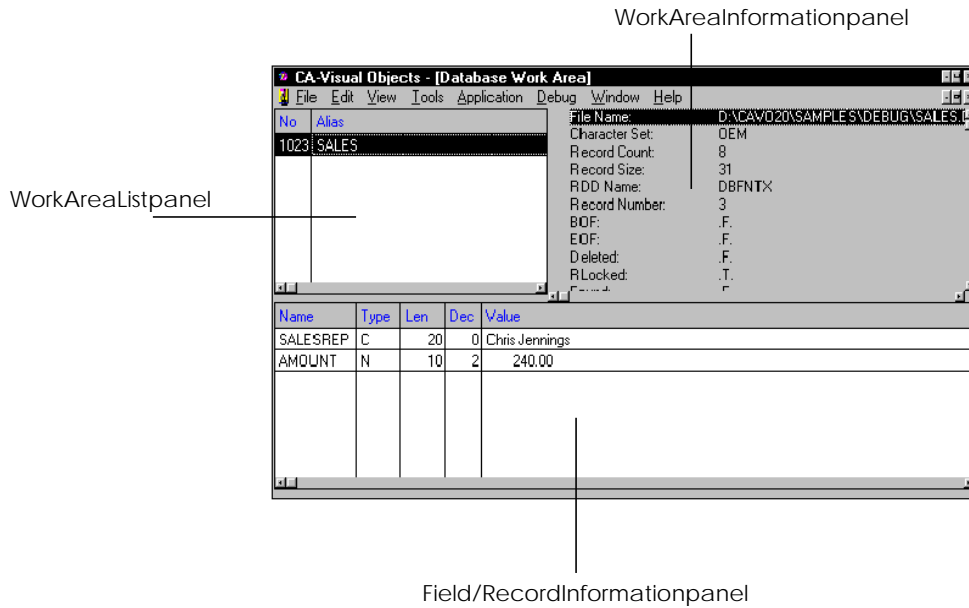 WorkAreaInformationpanel
CA-Visual Objects - [Database Work Area]
File Edit View Tools Application Debug Window Help
No Alias
1023 SALES
File Name: D:\CAVO20\SAMPLES\DEBUG\SALES.
Character Set: OEM
Record Count: 8
Record Size: 31
RDD Name: DBFNTX
Record Number: 3
BOF: .F.
EOF: .F.
Deleted: .F.
RLocked: .T.
WorkAreaListpanel
Name Type Len Dec Value
SALESREP C 20 0 Chris Jennings
AMOUNT N 10 2 240.00
Field/RecordInformationpanel